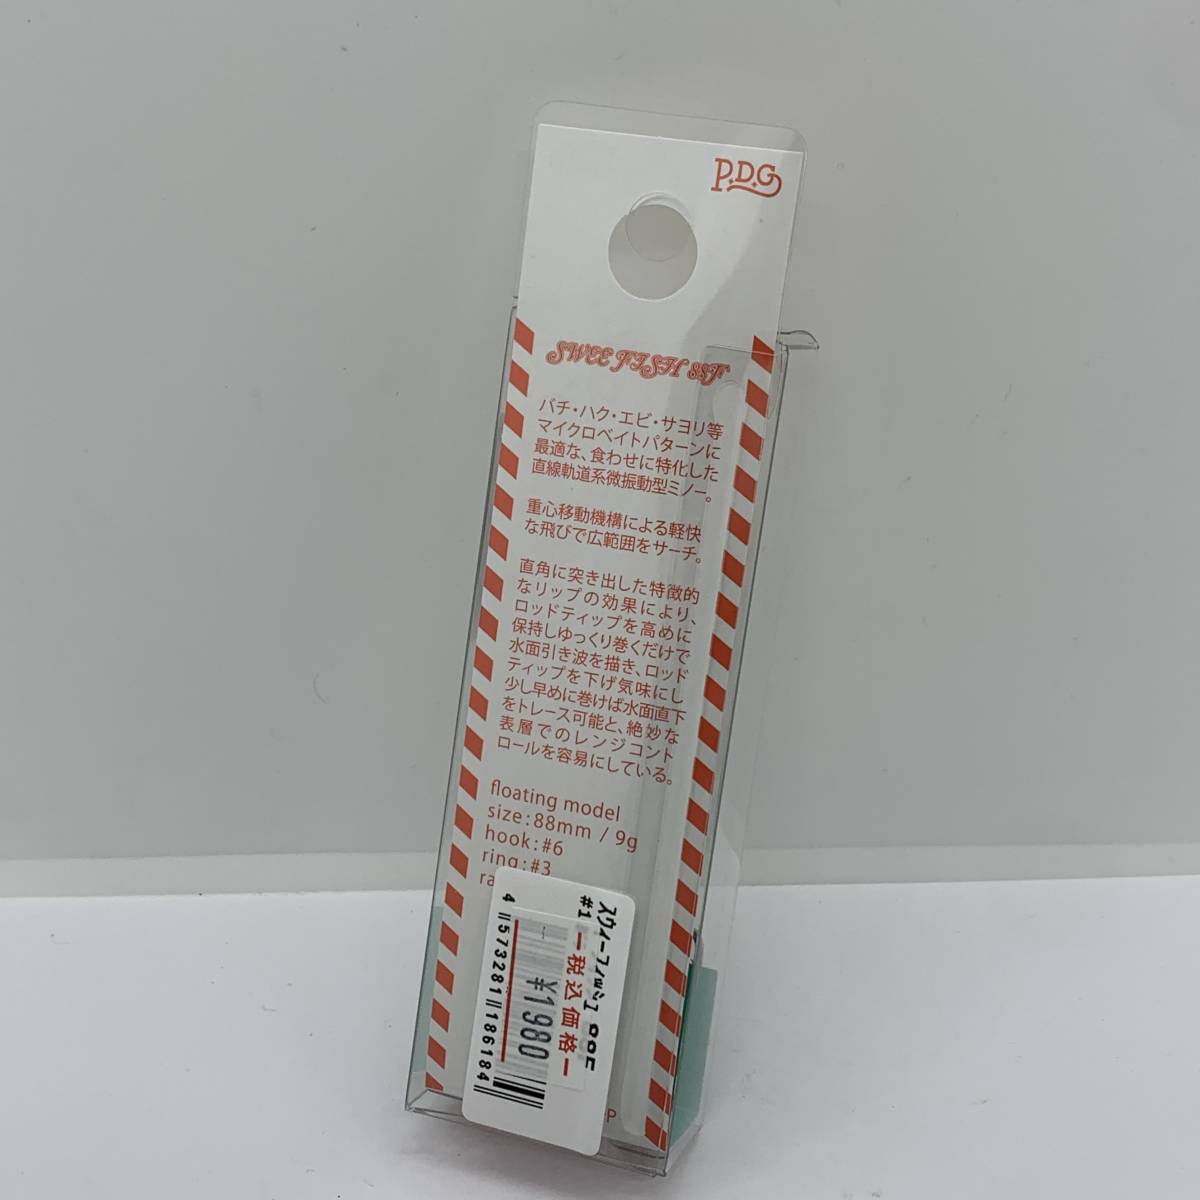 P.D.G
SWEE FISH 88F
バチ・ハク・エビ・サヨリ等
マイクロベイトパターンに
最適な、食わせに特化した
直線軌道系微振動型ミノー。
重心移動機構による軽快
な飛びで広範囲をサーチ。
直角に突き出した特徴的
なリップの効果により、
ロッドティップを高めに
保持しゆっくり巻くだけで
水面引き波を描き、ロッド
ティップを下げ気味にし
少し早めに巻けば水面直下
をトレース可能と、絶妙な
表層でのレンジコント
ロールを容易にしている。
floating model
size:88mm / 9g
hook:#6
ring:#3
スウィーフィッシュ 88F
#1
税込価格
¥1980
4 573281 186184